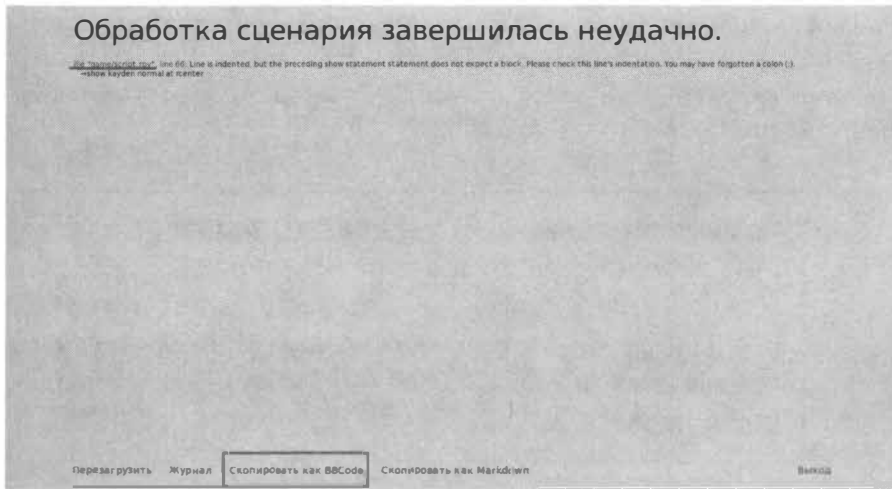 Обработка сценария завершилась неудачно.
File "game/script.rpy", line 66: Line is indented, but the preceding show statement statement does not expect a block. Please check this line's indentation. You may have forgotten a colon (:).
→show kayden normal at rcenter
Перезагрузить Журнал Скопировать как BBCode Скопировать как Markdown Выход